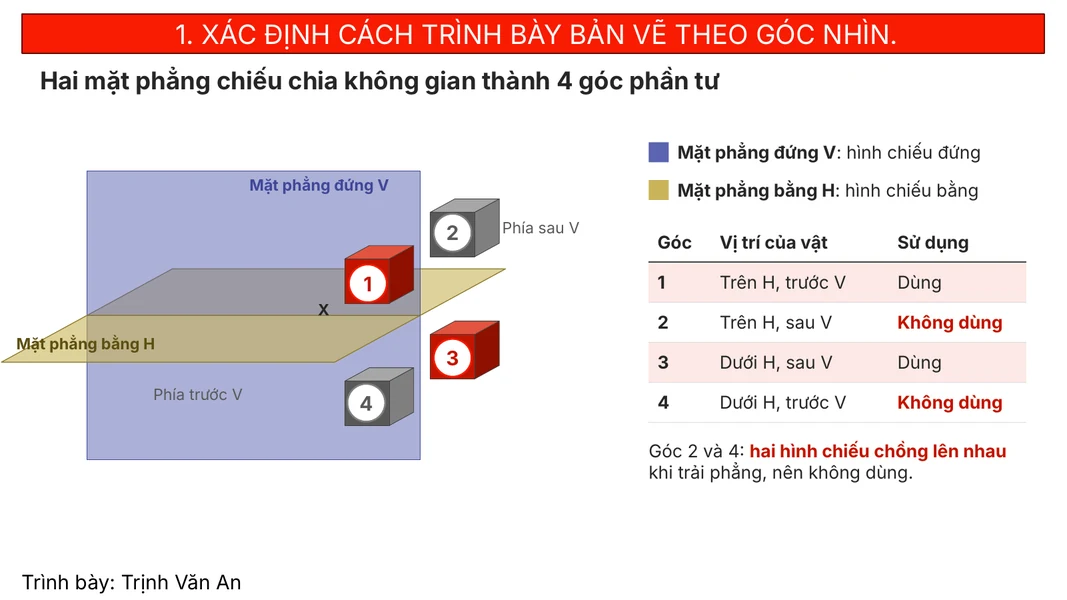 1. XÁC ĐỊNH CÁCH TRÌNH BÀY BẢN VẼ THEO GÓC NHÌN.
Hai mặt phẳng chiếu chia không gian thành 4 góc phần tư
Mặt phẳng đứng V
2
Phía sau V
1
X
Mặt phẳng bằng H
3
Phía trước V
4
Mặt phẳng đứng V: hình chiếu đứng
Mặt phẳng bằng H: hình chiếu bằng
Góc Vị trí của vật Sử dụng
1 Trên H, trước V Dùng
2 Trên H, sau V Không dùng
3 Dưới H, sau V Dùng
4 Dưới H, trước V Không dùng
Góc 2 và 4: hai hình chiếu chồng lên nhau
khi trải phẳng, nên không dùng.
Trình bày: Trịnh Văn An